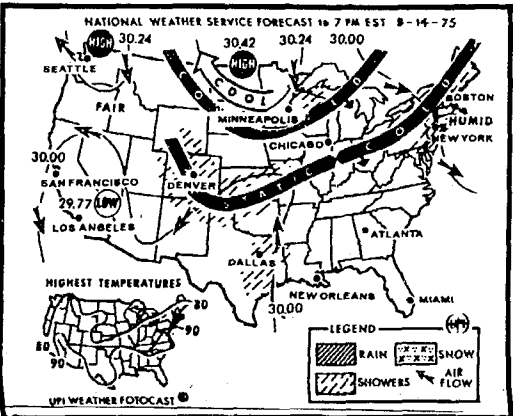 NATIONAL WEATHER SERVICE FORECAST to 7 PM EST 8-14-75
HIGH 30.24 30.42 30.24 30.00
HIGH
SEATTLE
COLD
COOL
COLD
FAIR
MINNEAPOLIS
BOSTON
HUMID
NEW YORK
CHICAGO
30.00
SAN FRANCISCO
DENVER
STATIC
29.77 LOW
LOS ANGELES
ATLANTA
DALLAS
HIGHEST TEMPERATURES
NEW ORLEANS
MIAMI
30.00
80
90
80
90
LEGEND
RAIN SNOW
SHOWERS AIR FLOW
UPI WEATHER FOTOCAST ©